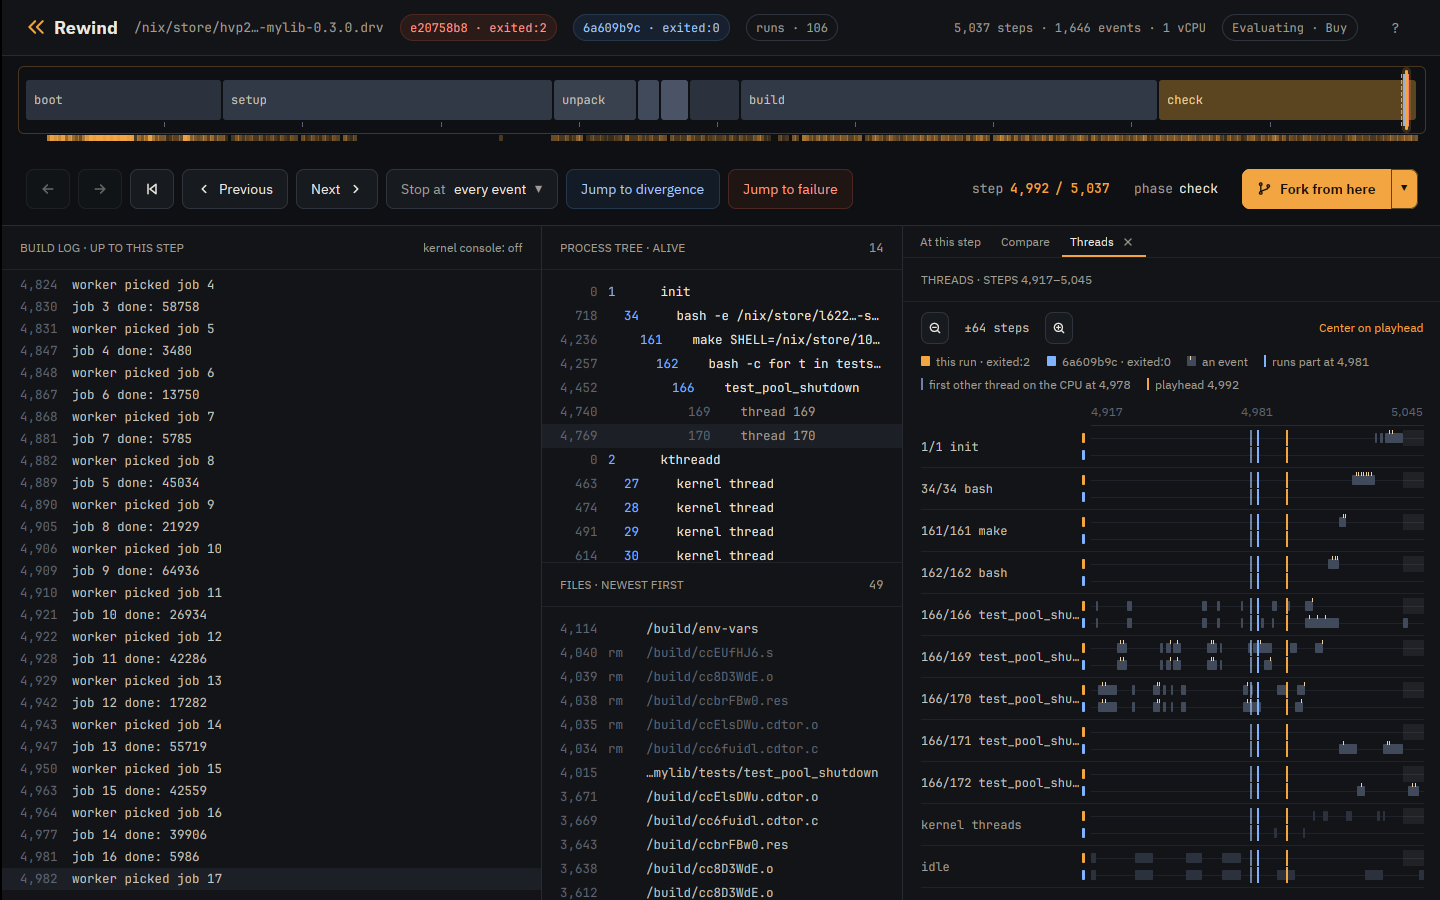 Rewind /nix/store/hvp2…-mylib-0.3.0.drv e20758b8 · exited:2 6a609b9c · exited:0 runs · 106 5,037 steps · 1,646 events · 1 vCPU Evaluating · Buy ?
boot setup unpack build check
Previous Next Stop at every event Jump to divergence Jump to failure step 4,992 / 5,037 phase check Fork from here
BUILD LOG · UP TO THIS STEP kernel console: off
4,824 worker picked job 4
4,830 job 3 done: 58758
4,831 worker picked job 5
4,847 job 4 done: 3480
4,848 worker picked job 6
4,867 job 6 done: 13750
4,868 worker picked job 7
4,881 job 7 done: 5785
4,882 worker picked job 8
4,889 job 5 done: 45034
4,890 worker picked job 9
4,905 job 8 done: 21929
4,906 worker picked job 10
4,909 job 9 done: 64936
4,910 worker picked job 11
4,921 job 10 done: 26934
4,922 worker picked job 12
4,928 job 11 done: 42286
4,929 worker picked job 13
4,942 job 12 done: 17282
4,943 worker picked job 14
4,947 job 13 done: 55719
4,950 worker picked job 15
4,963 job 15 done: 42559
4,964 worker picked job 16
4,977 job 14 done: 39906
4,981 job 16 done: 5986
4,982 worker picked job 17
PROCESS TREE · ALIVE 14
0 1 init
718 34 bash -e /nix/store/l622…-s…
4,236 161 make SHELL=/nix/store/10…
4,257 162 bash -c for t in tests…
4,452 166 test_pool_shutdown
4,740 169 thread 169
4,769 170 thread 170
0 2 kthreadd
463 27 kernel thread
474 28 kernel thread
491 29 kernel thread
614 30 kernel thread
FILES · NEWEST FIRST 49
4,114 /build/env-vars
4,040 rm /build/ccEUfHJ6.s
4,039 rm /build/cc8D3WdE.o
4,038 rm /build/ccbrFBw0.res
4,035 rm /build/ccElsDWu.cdtor.o
4,034 rm /build/cc6fuidl.cdtor.c
4,015 …mylib/tests/test_pool_shutdown
3,671 /build/ccElsDWu.cdtor.o
3,669 /build/cc6fuidl.cdtor.c
3,643 /build/ccbrFBw0.res
3,638 /build/cc8D3WdE.o
3,612 /build/cc8D3WdE.o
At this step Compare Threads ×
THREADS · STEPS 4,917–5,045
±64 steps Center on playhead
this run · exited:2 6a609b9c · exited:0 an event runs part at 4,981
first other thread on the CPU at 4,978 playhead 4,992
4,917 4,981 5,045
1/1 init
34/34 bash
161/161 make
162/162 bash
166/166 test_pool_shu…
166/169 test_pool_shu…
166/170 test_pool_shu…
166/171 test_pool_shu…
166/172 test_pool_shu…
kernel threads
idle